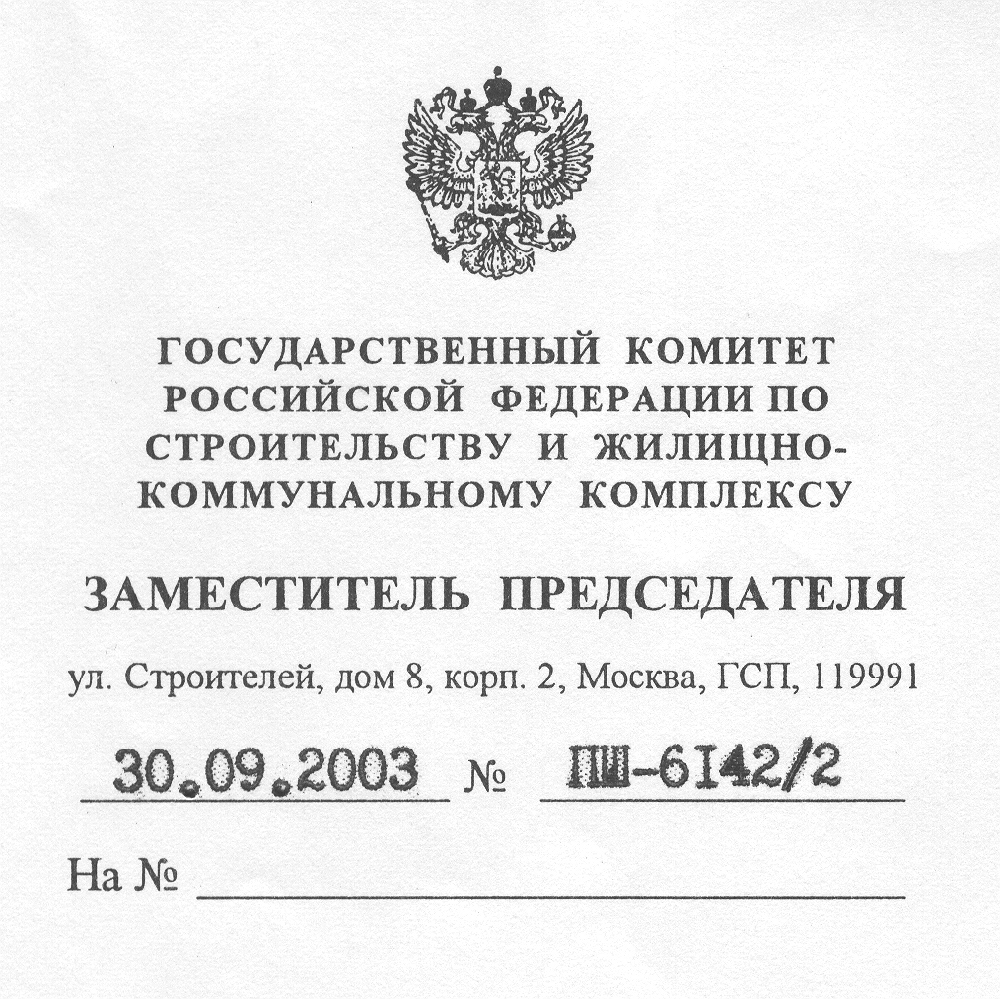 ГОСУДАРСТВЕННЫЙ КОМИТЕТ
РОССИЙСКОЙ ФЕДЕРАЦИИ ПО
СТРОИТЕЛЬСТВУ И ЖИЛИЩНО-
КОММУНАЛЬНОМУ КОМПЛЕКСУ
ЗАМЕСТИТЕЛЬ ПРЕДСЕДАТЕЛЯ
ул. Строителей, дом 8, корп. 2, Москва, ГСП, 119991
30.09.2003 № ПШ-6I42/2
На №